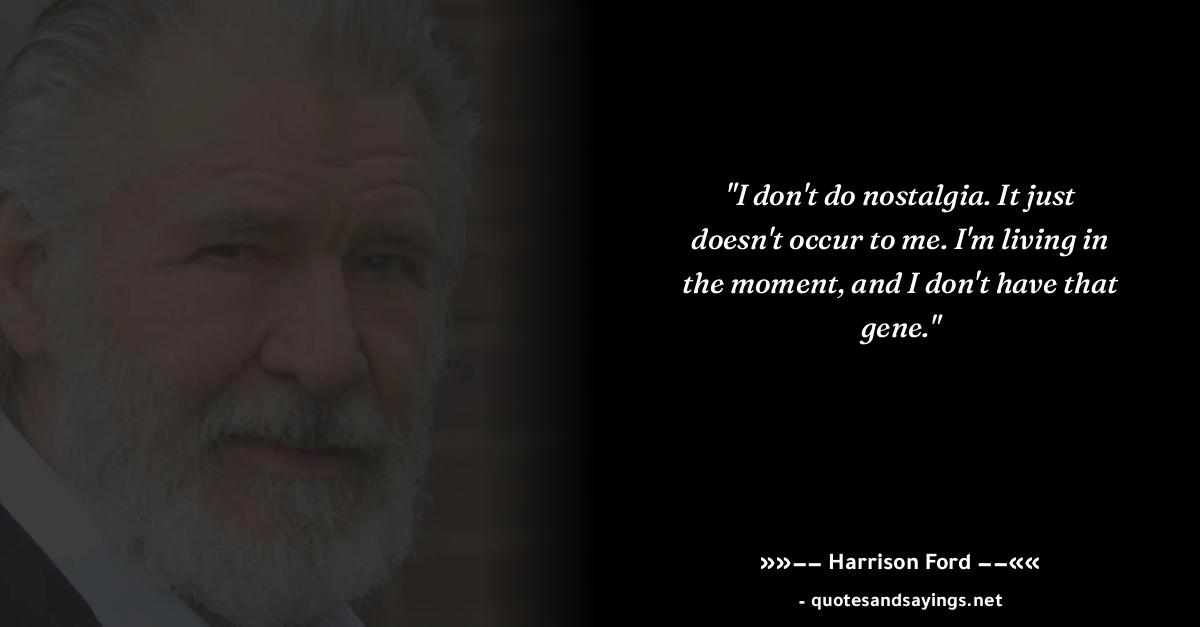 "I don't do nostalgia. It just
doesn't occur to me. I'm living in
the moment, and I don't have that
gene."
»»−− Harrison Ford −−««
- quotesandsayings.net